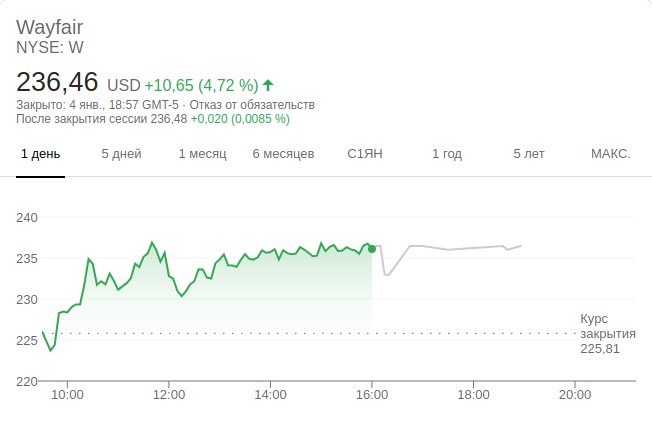 Wayfair
NYSE: W
236,46 USD +10,65 (4,72 %)
Закрыто: 4 янв., 18:57 GMT-5 · Отказ от обязательств
После закрытия сессии 236,48 +0,020 (0,0085 %)
1 день 5 дней 1 месяц 6 месяцев С1ЯН 1 год 5 лет МАКС.
240
235
230
225
220
Курс
закрытия
225,81
10:00 12:00 14:00 16:00 18:00 20:00